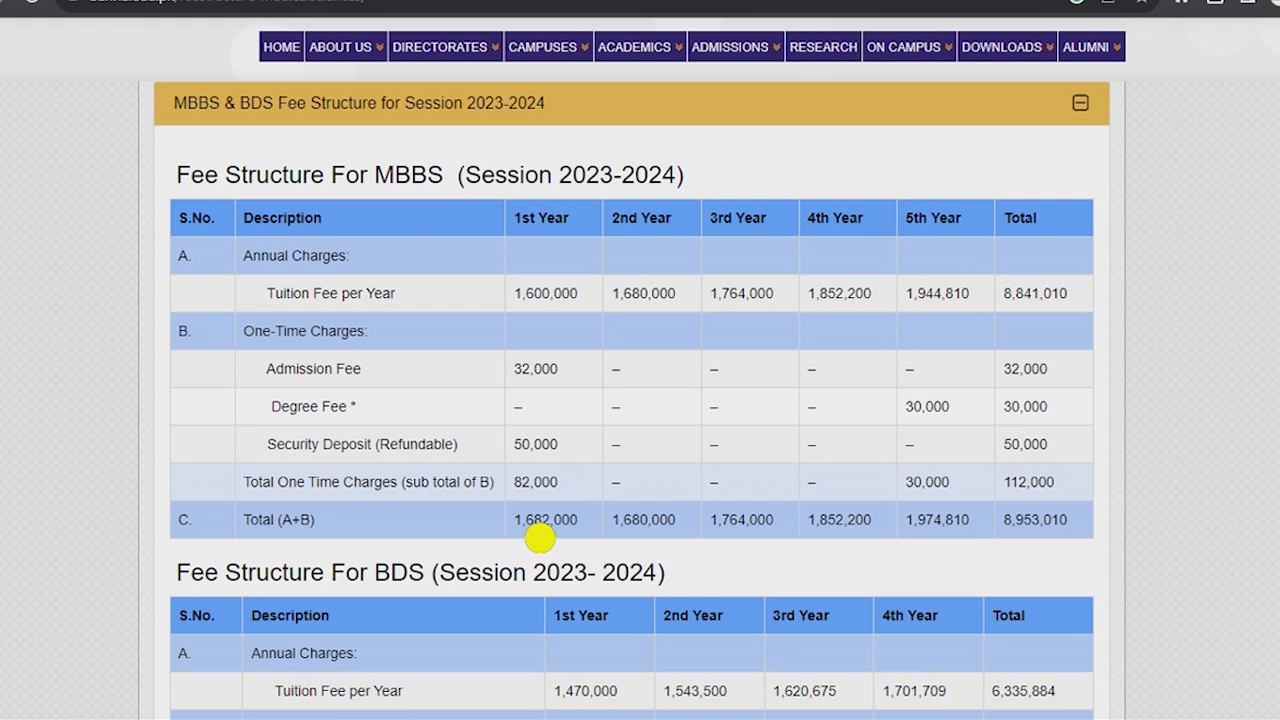 HOME ABOUT US DIRECTORATES CAMPUSES ACADEMICS ADMISSIONS RESEARCH ON CAMPUS DOWNLOADS ALUMNI
MBBS & BDS Fee Structure for Session 2023-2024
Fee Structure For MBBS (Session 2023-2024)
S.No. Description 1st Year 2nd Year 3rd Year 4th Year 5th Year Total
A. Annual Charges:
Tuition Fee per Year 1,600,000 1,680,000 1,764,000 1,852,200 1,944,810 8,841,010
B. One-Time Charges:
Admission Fee 32,000 – – – – 32,000
Degree Fee * – – – – 30,000 30,000
Security Deposit (Refundable) 50,000 – – – – 50,000
Total One Time Charges (sub total of B) 82,000 – – – 30,000 112,000
C. Total (A+B) 1,682,000 1,680,000 1,764,000 1,852,200 1,974,810 8,953,010
Fee Structure For BDS (Session 2023- 2024)
S.No. Description 1st Year 2nd Year 3rd Year 4th Year Total
A. Annual Charges:
Tuition Fee per Year 1,470,000 1,543,500 1,620,675 1,701,709 6,335,884